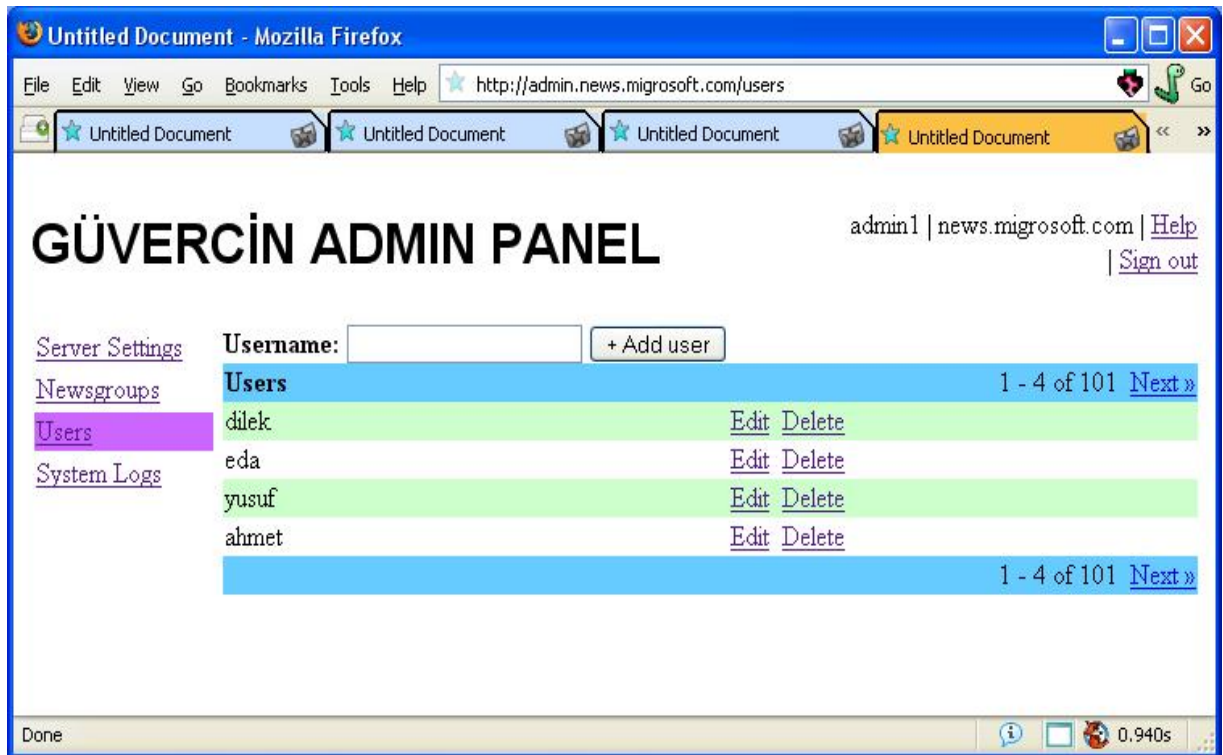 Untitled Document - Mozilla Firefox
File Edit View Go Bookmarks Tools Help http://admin.news.migrosoft.com/users Go
Untitled Document Untitled Document Untitled Document Untitled Document « »
GÜVERCİN ADMIN PANEL
admin1 | news.migrosoft.com | Help
| Sign out
Server Settings
Newsgroups
Users
System Logs
Username: + Add user
Users 1 - 4 of 101 Next »
dilek Edit Delete
eda Edit Delete
yusuf Edit Delete
ahmet Edit Delete
1 - 4 of 101 Next »
Done 0.940s